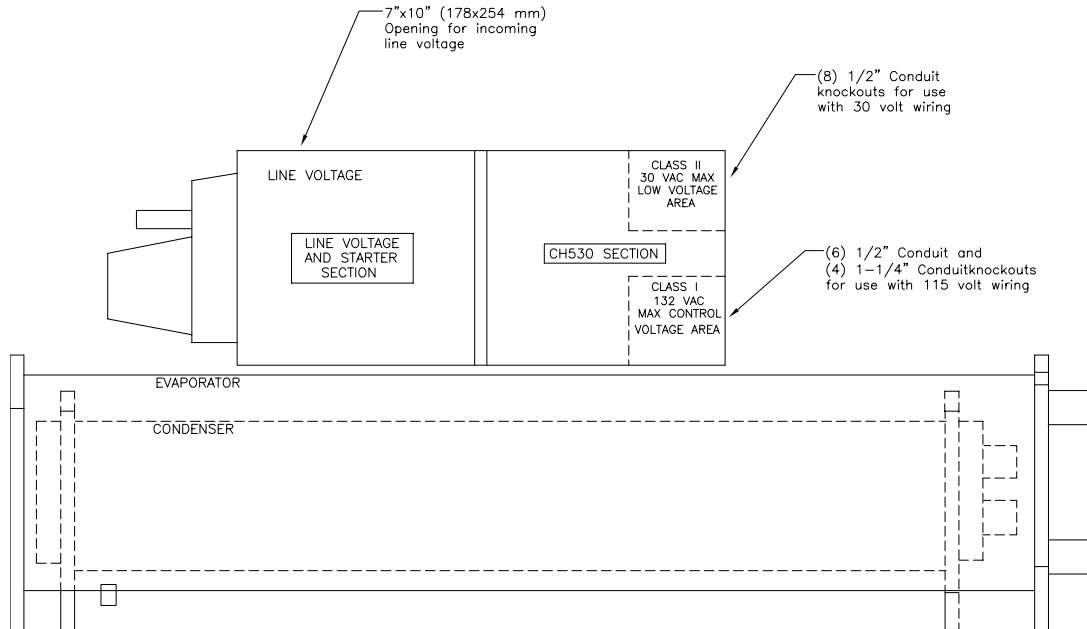 7"x10" (178x254 mm)
Opening for incoming
line voltage
(8) 1/2" Conduit
knockouts for use
with 30 volt wiring
LINE VOLTAGE
CLASS II
30 VAC MAX
LOW VOLTAGE
AREA
LINE VOLTAGE
AND STARTER
SECTION
CH530 SECTION
(6) 1/2" Conduit and
(4) 1-1/4" Conduitknockouts
for use with 115 volt wiring
CLASS I
132 VAC
MAX CONTROL
VOLTAGE AREA
EVAPORATOR
CONDENSER